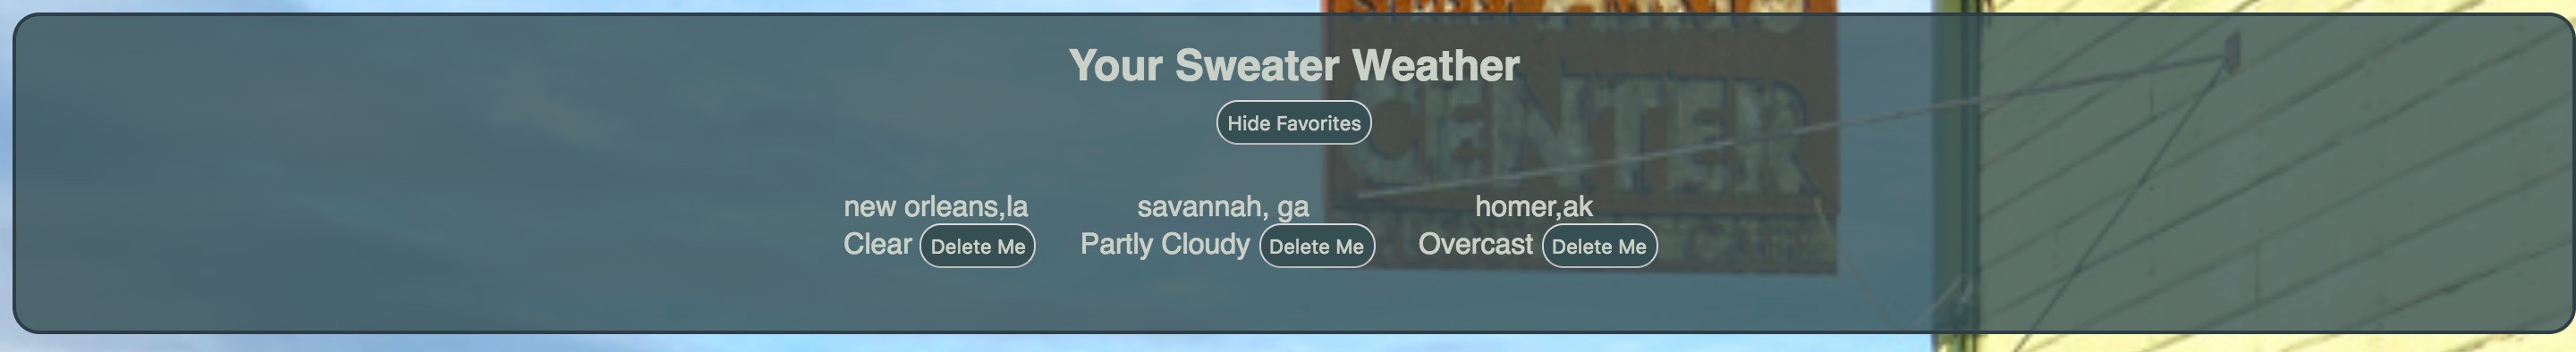 Your Sweater Weather
CENTER
Hide Favorites
new orleans,la
savannah, ga
homer,ak
Clear Delete Me
Partly Cloudy Delete Me
Overcast Delete Me